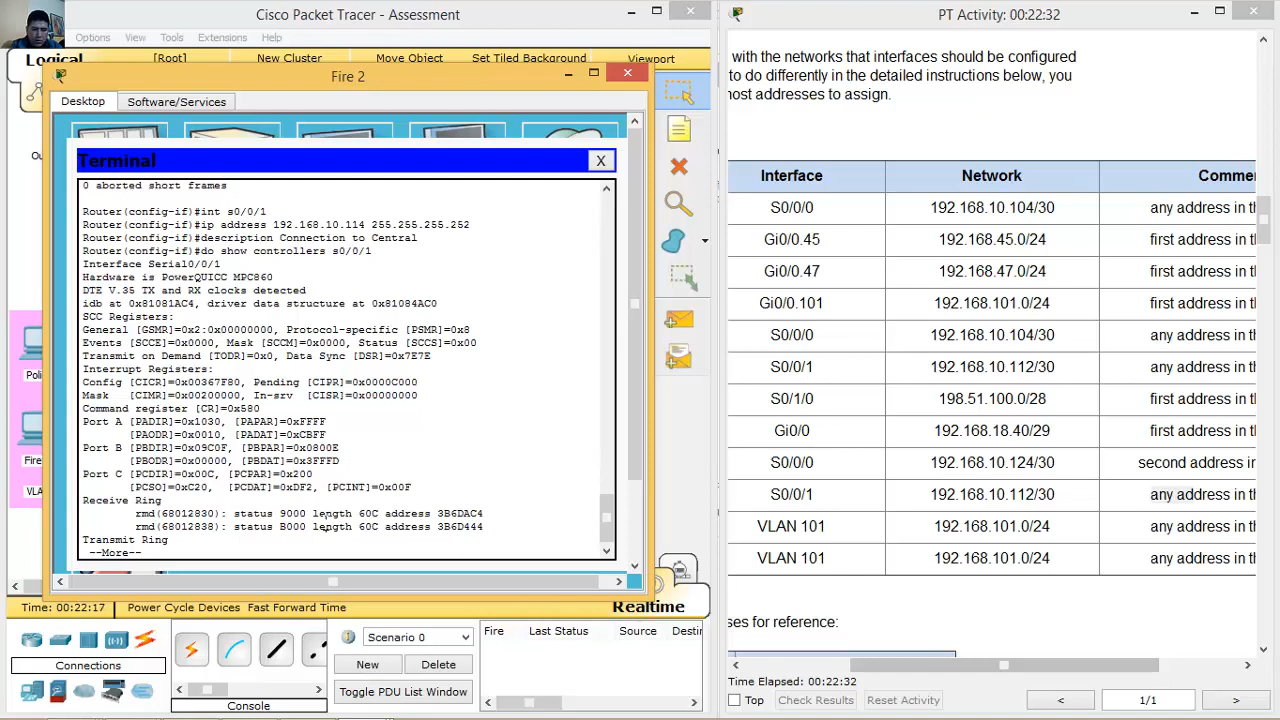 Cisco Packet Tracer - Assessment
Options View Tools Extensions Help
Logical [Root] New Cluster Move Object Set Tiled Background Viewport
Fire 2
Desktop Software/Services
Terminal X
0 aborted short frames
Router(config-if)#int s0/0/1
Router(config-if)#ip address 192.168.10.114 255.255.255.252
Router(config-if)#description Connection to Central
Router(config-if)#do show controllers s0/0/1
Interface Serial0/0/1
Hardware is PowerQUICC MPC860
DTE V.35 TX and RX clocks detected
idb at 0x81081AC4, driver data structure at 0x81084AC0
SCC Registers:
General [GSMR]=0x2:0x00000000, Protocol-specific [PSMR]=0x8
Events [SCCE]=0x0000, Mask [SCCM]=0x0000, Status [SCCS]=0x00
Transmit on Demand [TODR]=0x0, Data Sync [DSR]=0x7E7E
Interrupt Registers:
Config [CICR]=0x00367F80, Pending [CIPR]=0x0000C000
Mask [CIMR]=0x00200000, In-srv [CISR]=0x00000000
Command register [CR]=0x580
Port A [PADIR]=0x1030, [PAPAR]=0xFFFF
[PAODR]=0x0010, [PADAT]=0xCBFF
Port B [PBDIR]=0x09C0F, [PBPAR]=0x0800E
[PBODR]=0x00000, [PBDAT]=0x3FFFD
Port C [PCDIR]=0x00C, [PCPAR]=0x200
[PCSO]=0xC20, [PCDAT]=0xDF2, [PCINT]=0x00F
Receive Ring
rmd(68012830): status 9000 length 60C address 3B6DAC4
rmd(68012838): status B000 length 60C address 3B6D444
Transmit Ring
--More--
Ou
Poli
Fire
VLA
Time: 00:22:17 Power Cycle Devices Fast Forward Time Realtime
Connections
Console
Scenario 0
New Delete
Toggle PDU List Window
Fire Last Status Source Destin
PT Activity: 00:22:32
with the networks that interfaces should be configured
to do differently in the detailed instructions below, you
nost addresses to assign.
Interface Network Commer
S0/0/0 192.168.10.104/30 any address in th
Gi0/0.45 192.168.45.0/24 first address in th
Gi0/0.47 192.168.47.0/24 first address in th
Gi0/0.101 192.168.101.0/24 first address in th
S0/0/0 192.168.10.104/30 any address in th
S0/0/1 192.168.10.112/30 any address in th
S0/1/0 198.51.100.0/28 first address in th
Gi0/0 192.168.18.40/29 first address in th
S0/0/0 192.168.10.124/30 second address in
S0/0/1 192.168.10.112/30 any address in th
VLAN 101 192.168.101.0/24 any address in th
VLAN 101 192.168.101.0/24 any address in th
ses for reference:
Time Elapsed: 00:22:32
Top Check Results Reset Activity < 1/1 >